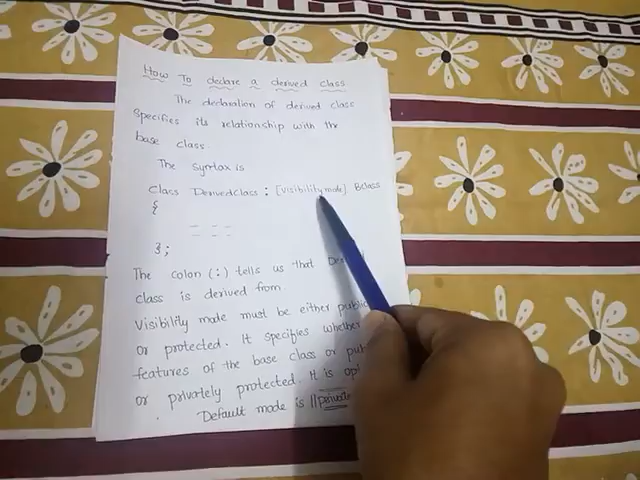 How To declare a derived class
The declaration of derived class
specifies its relationship with the
base class.
The syntax is
class DerivedClass : [visibility mode] Bclass
{
--- --- ---
};
The colon (:) tells us that
class is derived from
Visibility mode must be either public
or protected. It specifies whether
features of the base class or
or privately protected. It is
Default mode is "private